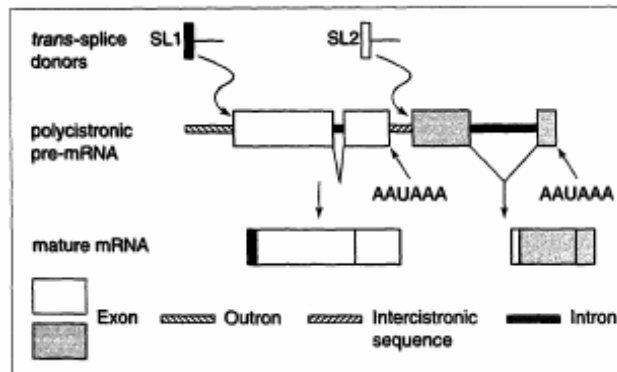 trans-splice
donors
SL1
SL2
polycistronic
pre-mRNA
AAUAAA
AAUAAA
mature mRNA
Exon
Outron
Intercistronic
sequence
Intron